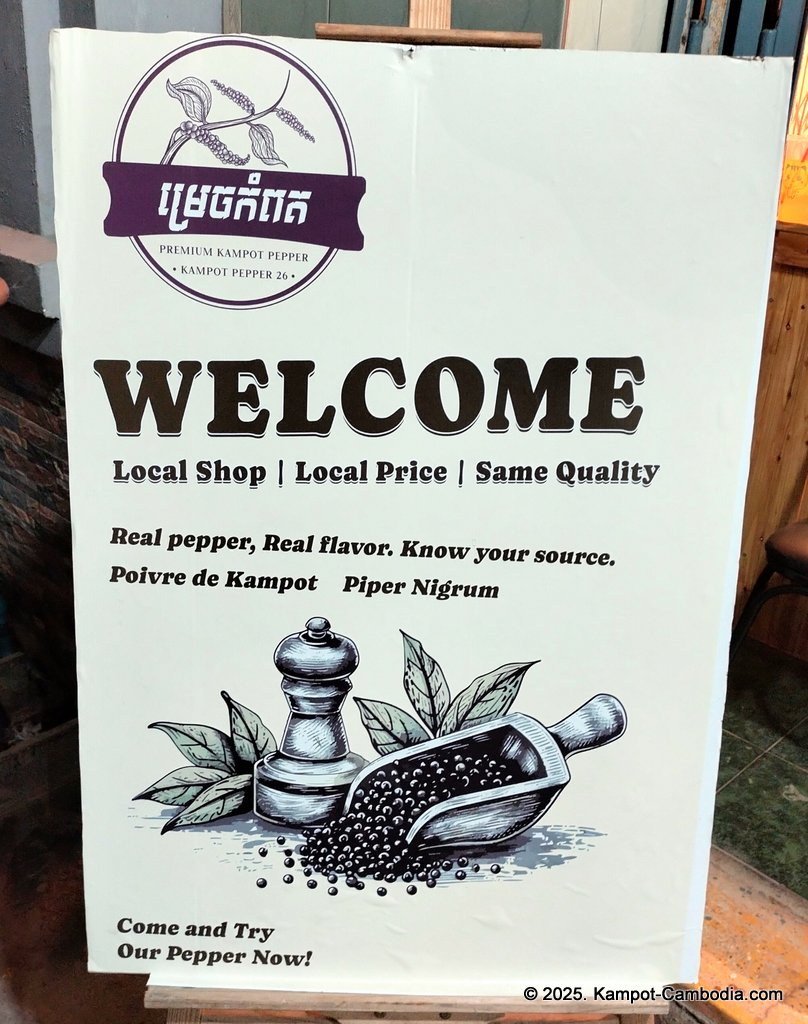 ម្រេចកំពត
PREMIUM KAMPOT PEPPER
• KAMPOT PEPPER 26 •
WELCOME
Local Shop | Local Price | Same Quality
Real pepper, Real flavor. Know your source.
Poivre de Kampot Piper Nigrum
Come and Try
Our Pepper Now!
© 2025. Kampot-Cambodia.com